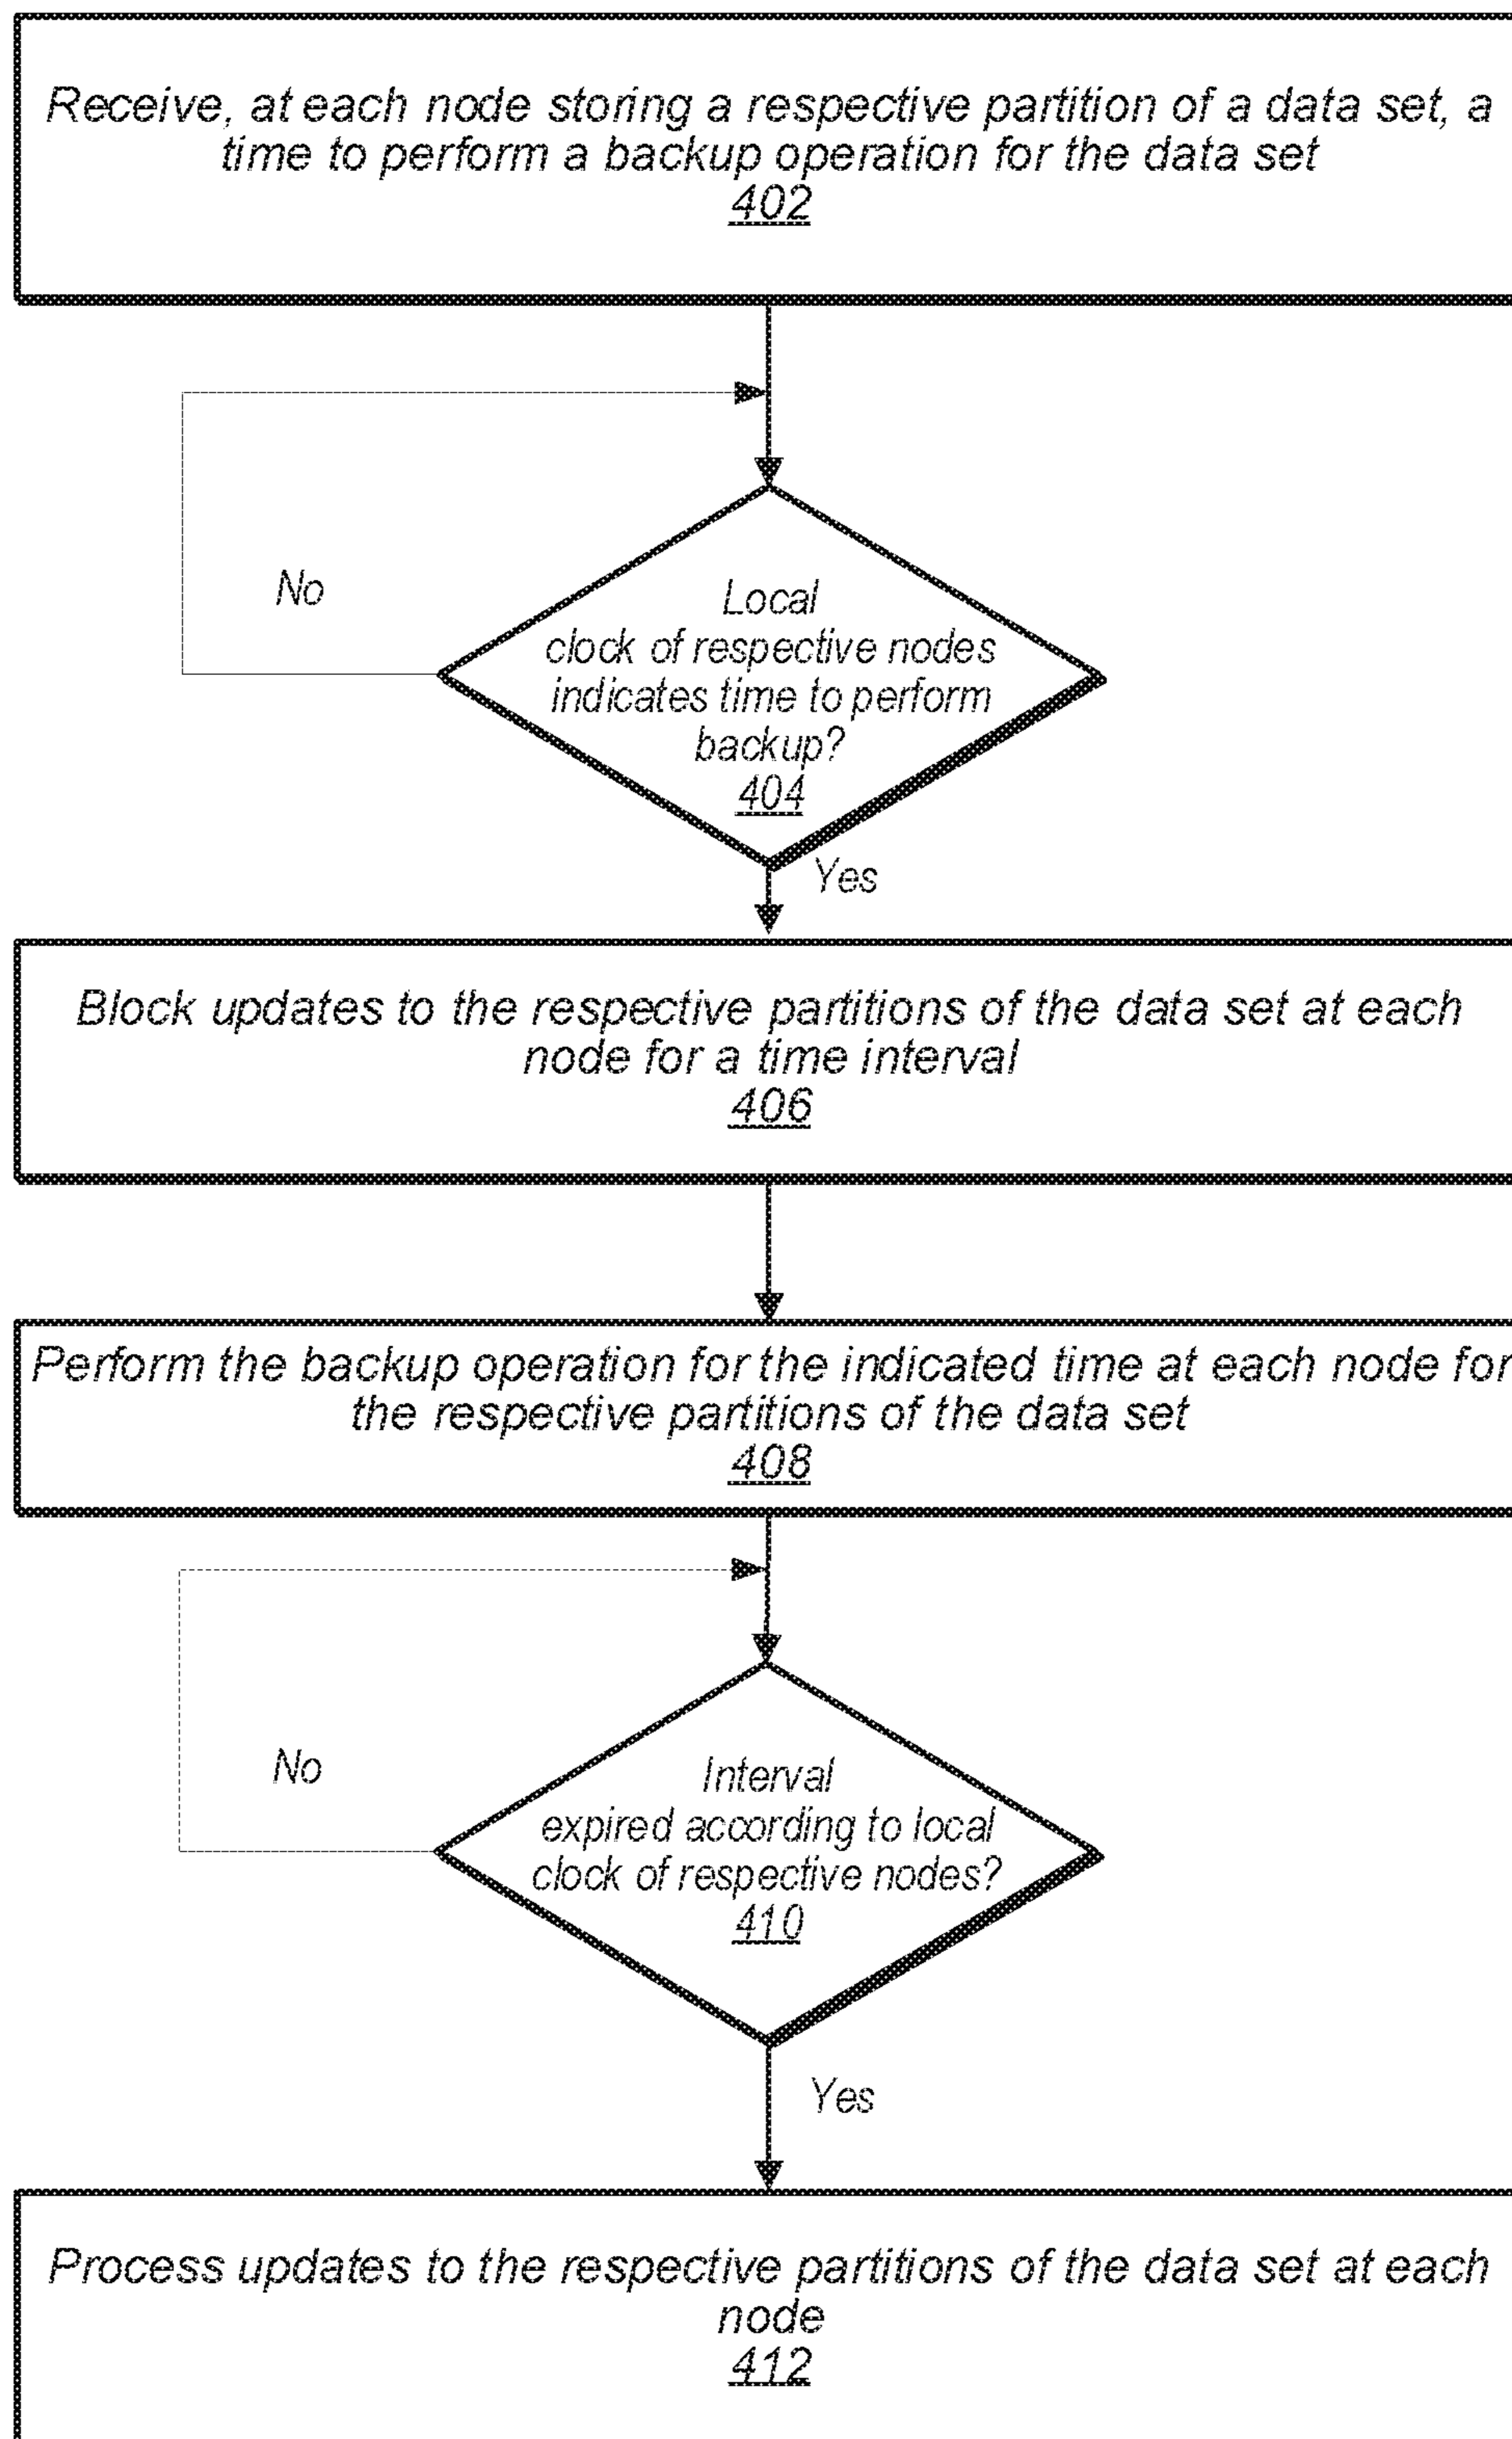 Receive, at each node storing a respective partition of a data set, a
time to perform a backup operation for the data set
402
No
Local
clock of respective nodes
indicates time to perform
backup?
404
Yes
Block updates to the respective partitions of the data set at each
node for a time interval
406
Perform the backup operation for the indicated time at each node for
the respective partitions of the data set
408
No
Interval
expired according to local
clock of respective nodes?
410
Yes
Process updates to the respective partitions of the data set at each
node
412